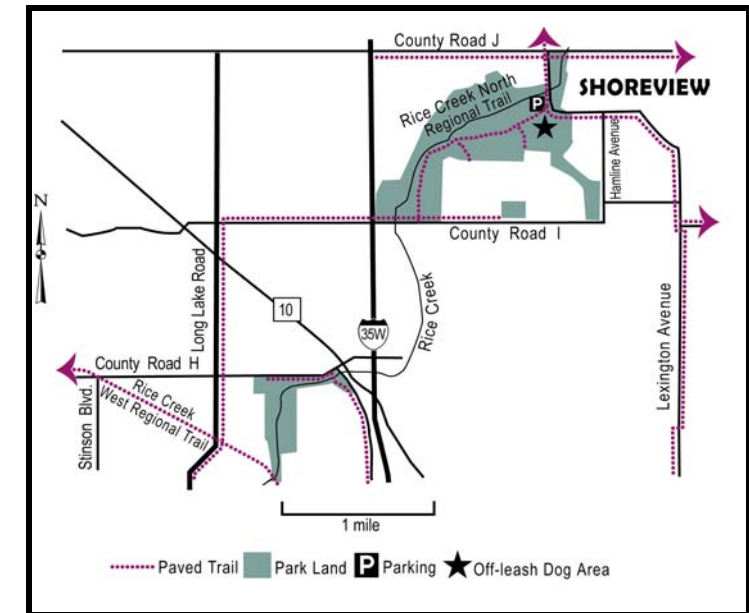 County Road J
SHOREVIEW
Rice Creek North
Regional Trail
P
Hamline Avenue
N
County Road I
Long Lake Road
10
35W
Rice Creek
Lexington Avenue
County Road H
Rice Creek
West Regional Trail
Stinson Blvd.
1 mile
Paved Trail Park Land P Parking Off-leash Dog Area